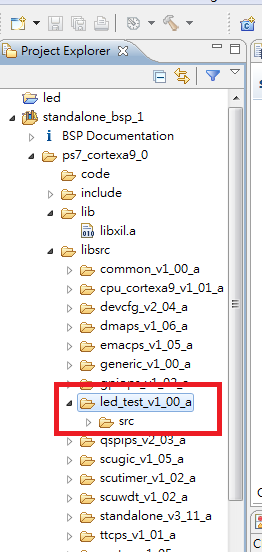 Project Explorer
led
standalone_bsp_1
BSP Documentation
ps7_cortexa9_0
code
include
lib
libxil.a
libsrc
common_v1_00_a
cpu_cortexa9_v1_01_a
devcfg_v2_04_a
dmaps_v1_06_a
emacps_v1_05_a
generic_v1_00_a
gpiops_v1_02_a
led_test_v1_00_a
src
qspips_v2_03_a
scugic_v1_05_a
scutimer_v1_02_a
scuwdt_v1_02_a
standalone_v3_11_a
ttcps_v1_01_a